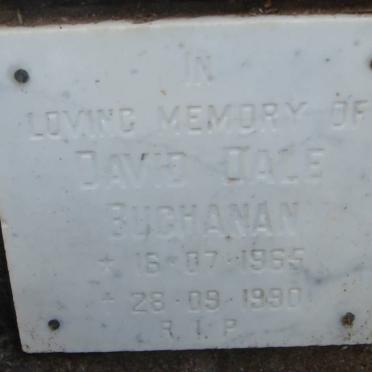 IN
LOVING MEMORY OF
DAVID DALE
BUCHANAN
* 16·07·1965
* 28·09·1990
R.I.P